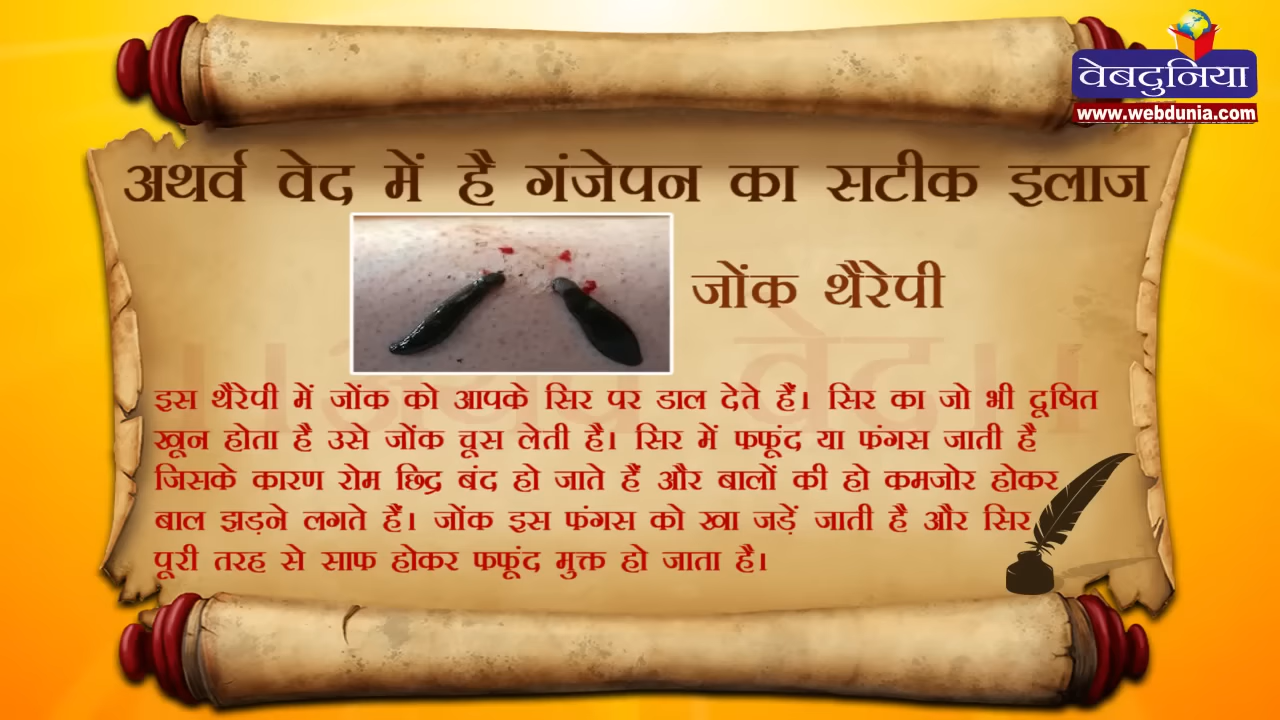 वेबदुनिया
www.webdunia.com
अथर्व वेद में है गंजेपन का सटीक इलाज
जोंक थैरेपी
इस थैरेपी में जोंक को आपके सिर पर डाल देते हैं। सिर का जो भी दूषित
खून होता है उसे जोंक चूस लेती है। सिर में फफूंद या फंगस जाती है
जिसके कारण रोम छिद्र बंद हो जाते हैं और बालों की हो कमजोर होकर
बाल झड़ने लगते हैं। जोंक इस फंगस को खा जड़ें जाती है और सिर
पूरी तरह से साफ होकर फफूंद मुक्त हो जाता है।